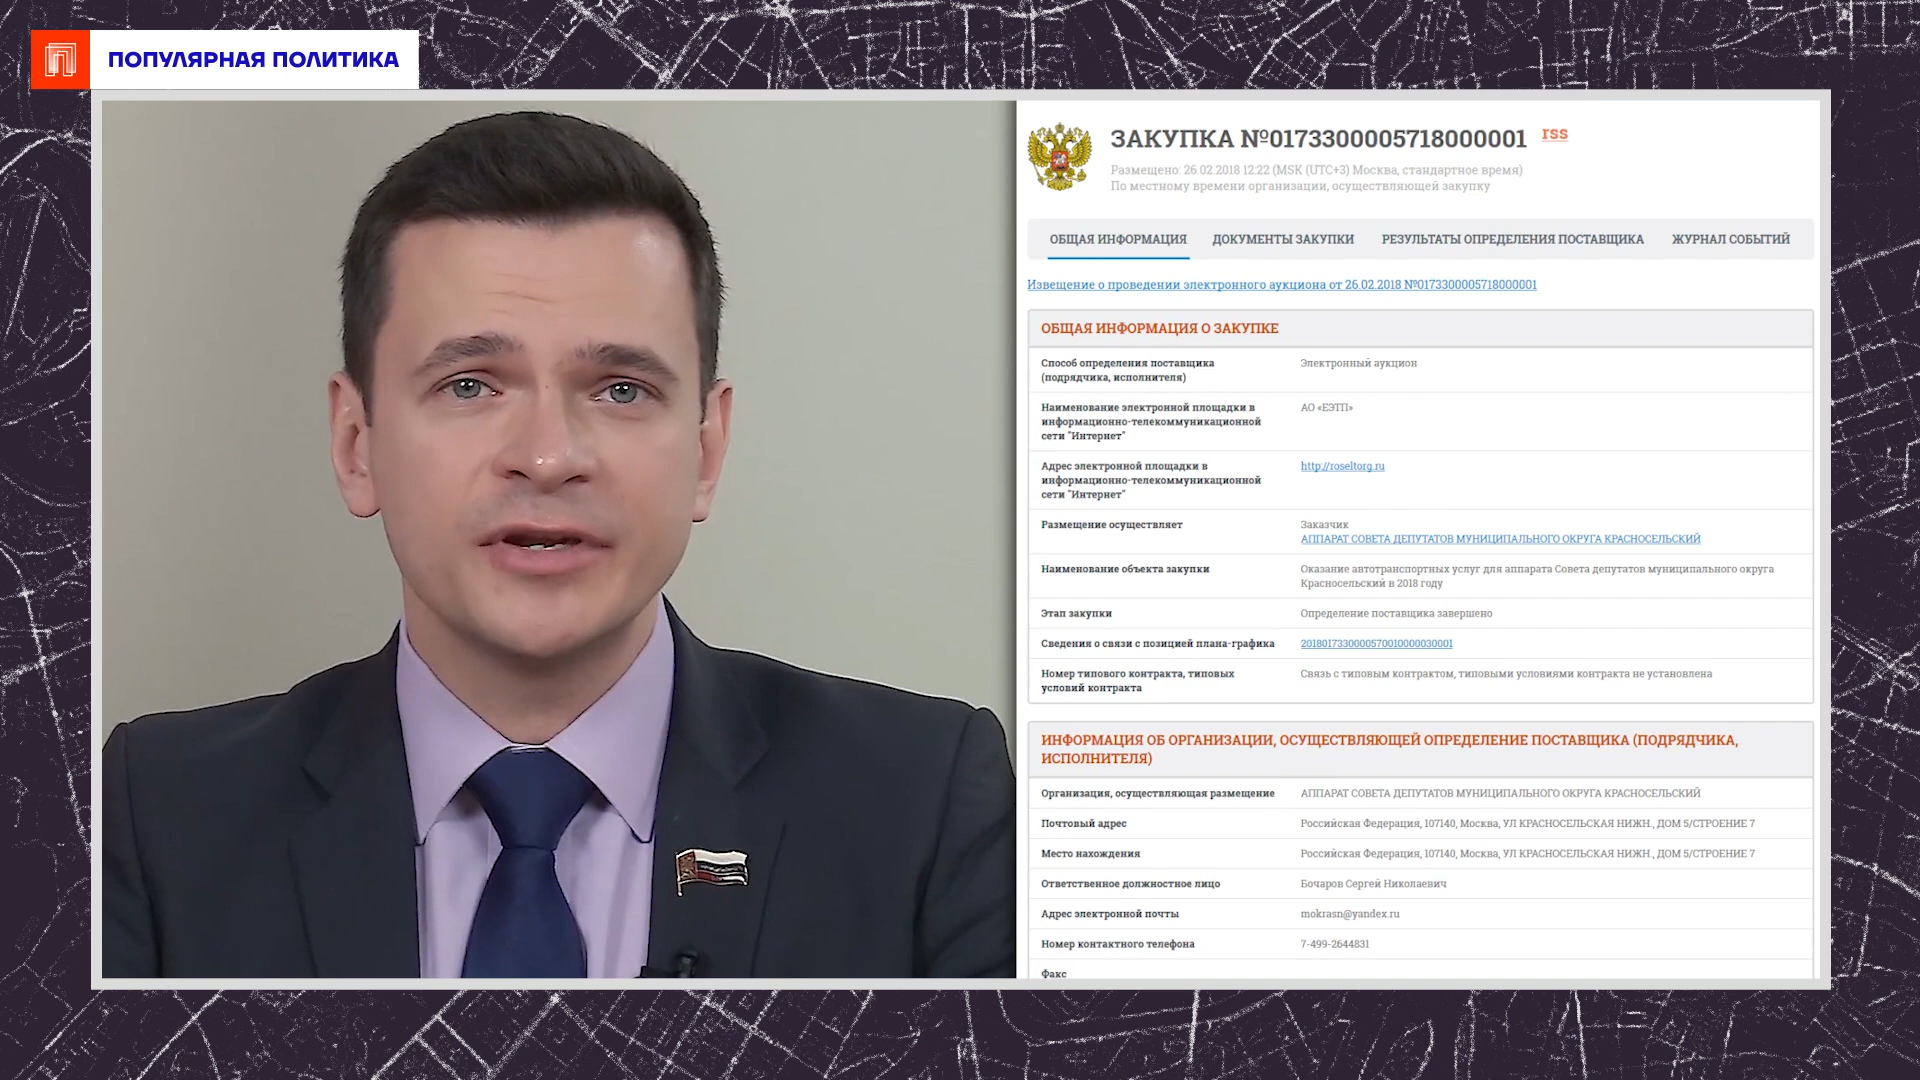 ПОПУЛЯРНАЯ ПОЛИТИКА
ЗАКУПКА №0173300005718000001 rss
Размещено: 26.02.2018 12:22 (MSK (UTC+3) Москва, стандартное время)
По местному времени организации, осуществляющей закупку
ОБЩАЯ ИНФОРМАЦИЯ ДОКУМЕНТЫ ЗАКУПКИ РЕЗУЛЬТАТЫ ОПРЕДЕЛЕНИЯ ПОСТАВЩИКА ЖУРНАЛ СОБЫТИЙ
Извещение о проведении электронного аукциона от 26.02.2018 №0173300005718000001
ОБЩАЯ ИНФОРМАЦИЯ О ЗАКУПКЕ
Способ определения поставщика Электронный аукцион
(подрядчика, исполнителя)
Наименование электронной площадки в АО «ЕЭТП»
информационно-телекоммуникационной
сети "Интернет"
Адрес электронной площадки в http://roseltorg.ru
информационно-телекоммуникационной
сети "Интернет"
Размещение осуществляет Заказчик
АППАРАТ СОВЕТА ДЕПУТАТОВ МУНИЦИПАЛЬНОГО ОКРУГА КРАСНОСЕЛЬСКИЙ
Наименование объекта закупки Оказание автотранспортных услуг для аппарата Совета депутатов муниципального округа
Красносельский в 2018 году
Этап закупки Определение поставщика завершено
Сведения о связи с позицией плана-графика 2018017330000570010000030001
Номер типового контракта, типовых Связь с типовым контрактом, типовыми условиями контракта не установлена
условий контракта
ИНФОРМАЦИЯ ОБ ОРГАНИЗАЦИИ, ОСУЩЕСТВЛЯЮЩЕЙ ОПРЕДЕЛЕНИЕ ПОСТАВЩИКА (ПОДРЯДЧИКА,
ИСПОЛНИТЕЛЯ)
Организация, осуществляющая размещение АППАРАТ СОВЕТА ДЕПУТАТОВ МУНИЦИПАЛЬНОГО ОКРУГА КРАСНОСЕЛЬСКИЙ
Почтовый адрес Российская Федерация, 107140, Москва, УЛ КРАСНОСЕЛЬСКАЯ НИЖН., ДОМ 5/СТРОЕНИЕ 7
Место нахождения Российская Федерация, 107140, Москва, УЛ КРАСНОСЕЛЬСКАЯ НИЖН., ДОМ 5/СТРОЕНИЕ 7
Ответственное должностное лицо Бочаров Сергей Николаевич
Адрес электронной почты mokrasn@yandex.ru
Номер контактного телефона 7-499-2644831
Факс